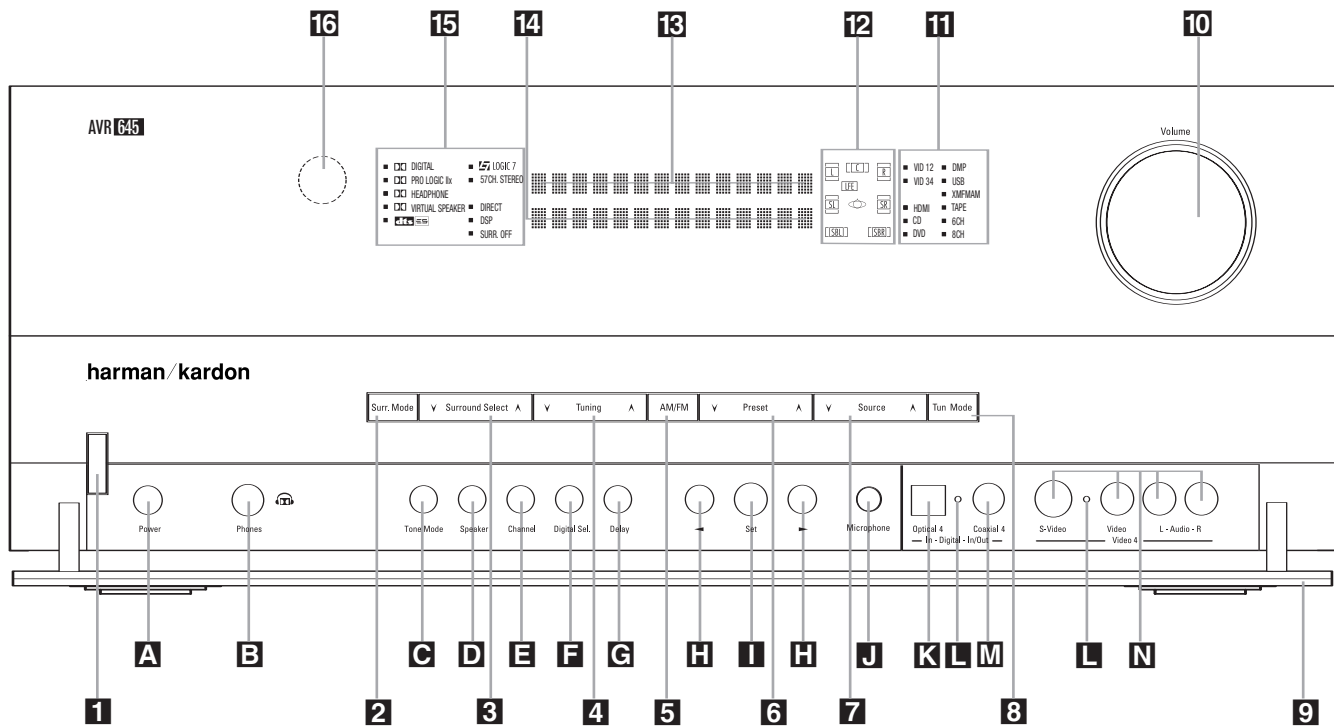 16 15 14 13 12 11 10
AVR 645
DIGITAL
PRO LOGIC IIx
HEADPHONE
VIRTUAL SPEAKER
dts ES
LOGIC 7
57CH. STEREO
DIRECT
DSP
SURR. OFF
L C R
LFE
SL SR
SBL SBR
VID 12
VID 34
HDMI
CD
DVD
DMP
USB
XMFMAM
TAPE
6CH
8CH
Volume
harman/kardon
Surr. Mode Surround Select Tuning AM/FM Preset Source Tun Mode
Power Phones Tone Mode Speaker Channel Digital Sel. Delay Set Microphone Optical 4 Coaxial 4 S-Video Video L - Audio - R
In - Digital - In/Out Video 4
A B C D E F G H I H J K L M L N
1 2 3 4 5 6 7 8 9